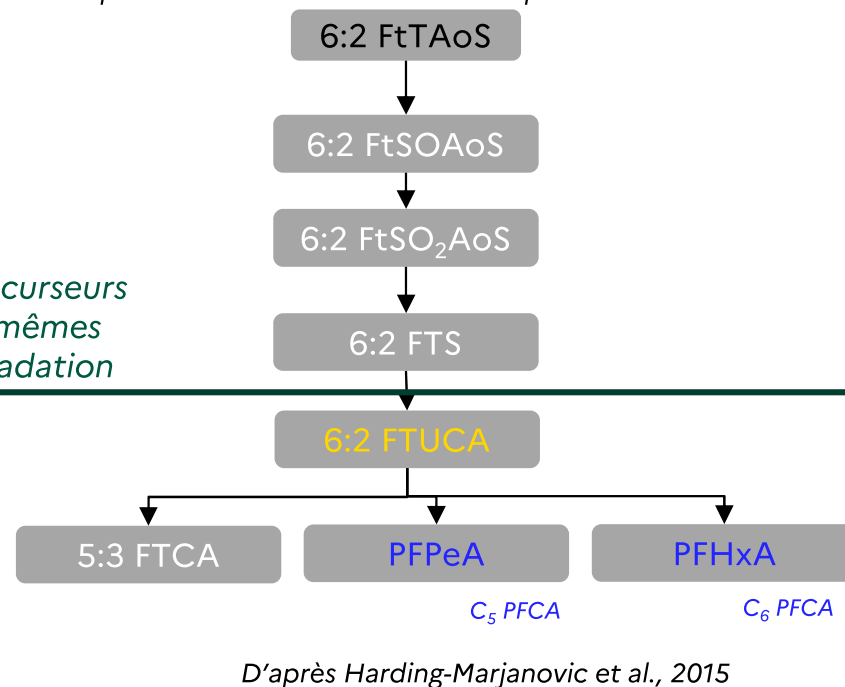 6:2 FtTAoS
6:2 FtSOAoS
6:2 FtSO₂AoS
curseurs
mêmes
adation
6:2 FTS
6:2 FTUCA
5:3 FTCA
PFPeA
PFHxA
C₅ PFCA
C₆ PFCA
D'après Harding-Marjanovic et al., 2015